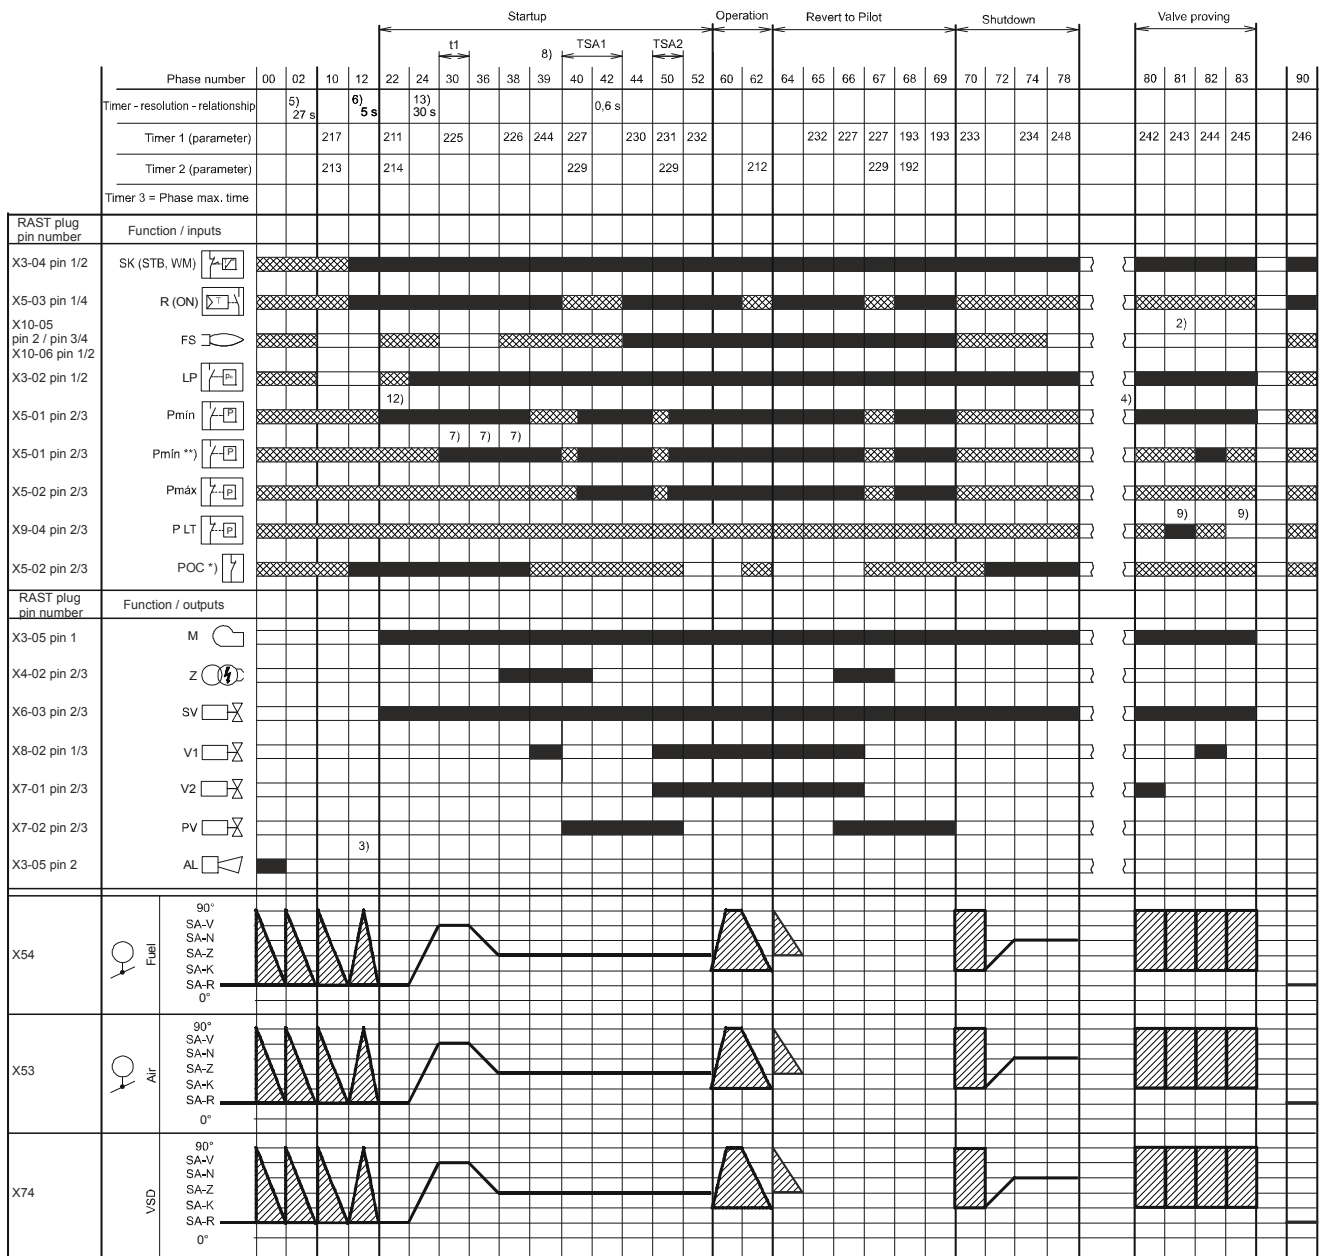 Startup Operation Revert to Pilot Shutdown Valve proving
t1 8) TSA1 TSA2
Phase number 00 02 10 12 22 24 30 36 38 39 40 42 44 50 52 60 62 64 65 66 67 68 69 70 72 74 78 80 81 82 83 90
Timer - resolution - relationship 5) 27 s 6) 5 s 13) 30 s 0,6 s
Timer 1 (parameter) 217 211 225 226 244 227 230 231 232 232 227 227 193 193 233 234 248 242 243 244 245 246
Timer 2 (parameter) 213 214 229 229 212 229 192
Timer 3 = Phase max. time
RAST plug
pin number
Function / inputs
X3-04 pin 1/2 SK (STB, WM)
X5-03 pin 1/4 R (ON) T
X10-05
pin 2 / pin 3/4
X10-06 pin 1/2
FS 2)
X3-02 pin 1/2 LP
12) 4)
X5-01 pin 2/3 Pmín P
7) 7) 7)
X5-01 pin 2/3 Pmín **) P
X5-02 pin 2/3 Pmáx P
9) 9)
X9-04 pin 2/3 P LT P
X5-02 pin 2/3 POC *)
RAST plug
pin number
Function / outputs
X3-05 pin 1 M
X4-02 pin 2/3 Z
X6-03 pin 2/3 SV
X8-02 pin 1/3 V1
X7-01 pin 2/3 V2
X7-02 pin 2/3 PV
3)
X3-05 pin 2 AL
X54 Fuel
90°
SA-V
SA-N
SA-Z
SA-K
SA-R
0°
X53 Air
90°
SA-V
SA-N
SA-Z
SA-K
SA-R
0°
X74 VSD
90°
SA-V
SA-N
SA-Z
SA-K
SA-R
0°